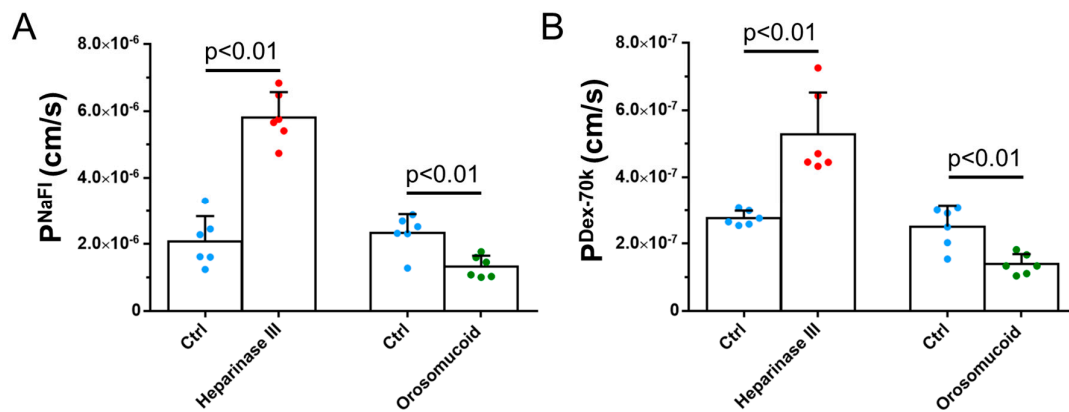 A
P^NaFl (cm/s)
8.0×10⁻⁶
6.0×10⁻⁶
4.0×10⁻⁶
2.0×10⁻⁶
0
p<0.01
p<0.01
Ctrl
Heparinase III
Ctrl
Orosomucoid
B
P^Dex-70k (cm/s)
8.0×10⁻⁷
6.0×10⁻⁷
4.0×10⁻⁷
2.0×10⁻⁷
0
p<0.01
p<0.01
Ctrl
Heparinase III
Ctrl
Orosomucoid